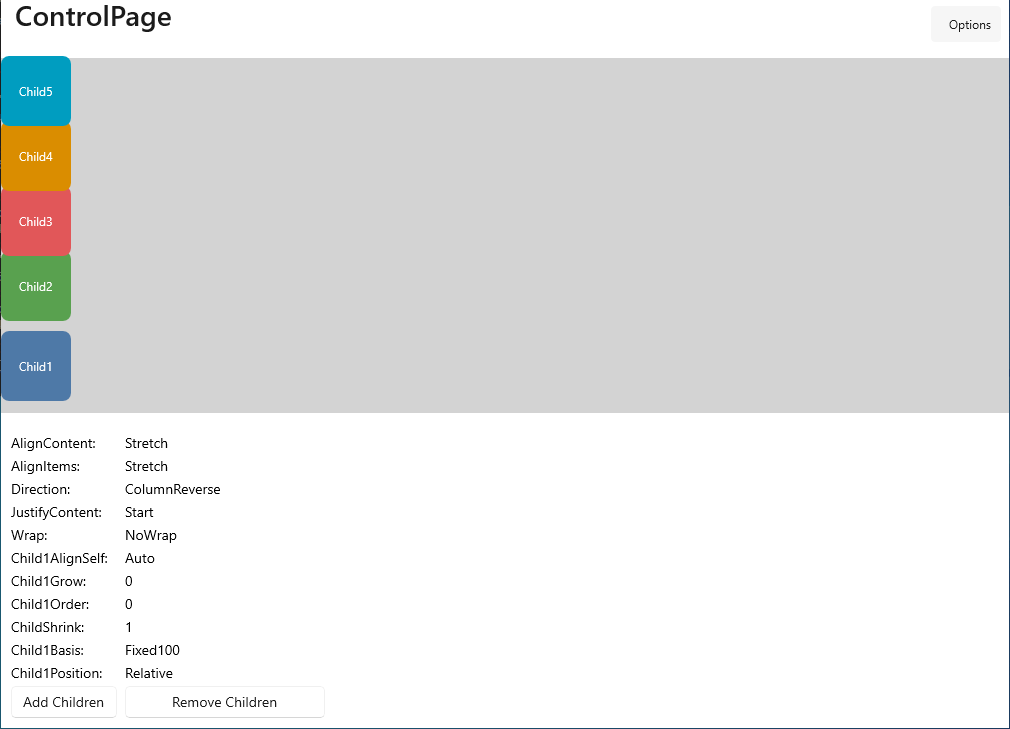 ControlPage
Options
Child5
Child4
Child3
Child2
Child1
AlignContent: Stretch
AlignItems: Stretch
Direction: ColumnReverse
JustifyContent: Start
Wrap: NoWrap
Child1AlignSelf: Auto
Child1Grow: 0
Child1Order: 0
ChildShrink: 1
Child1Basis: Fixed100
Child1Position: Relative
Add Children Remove Children